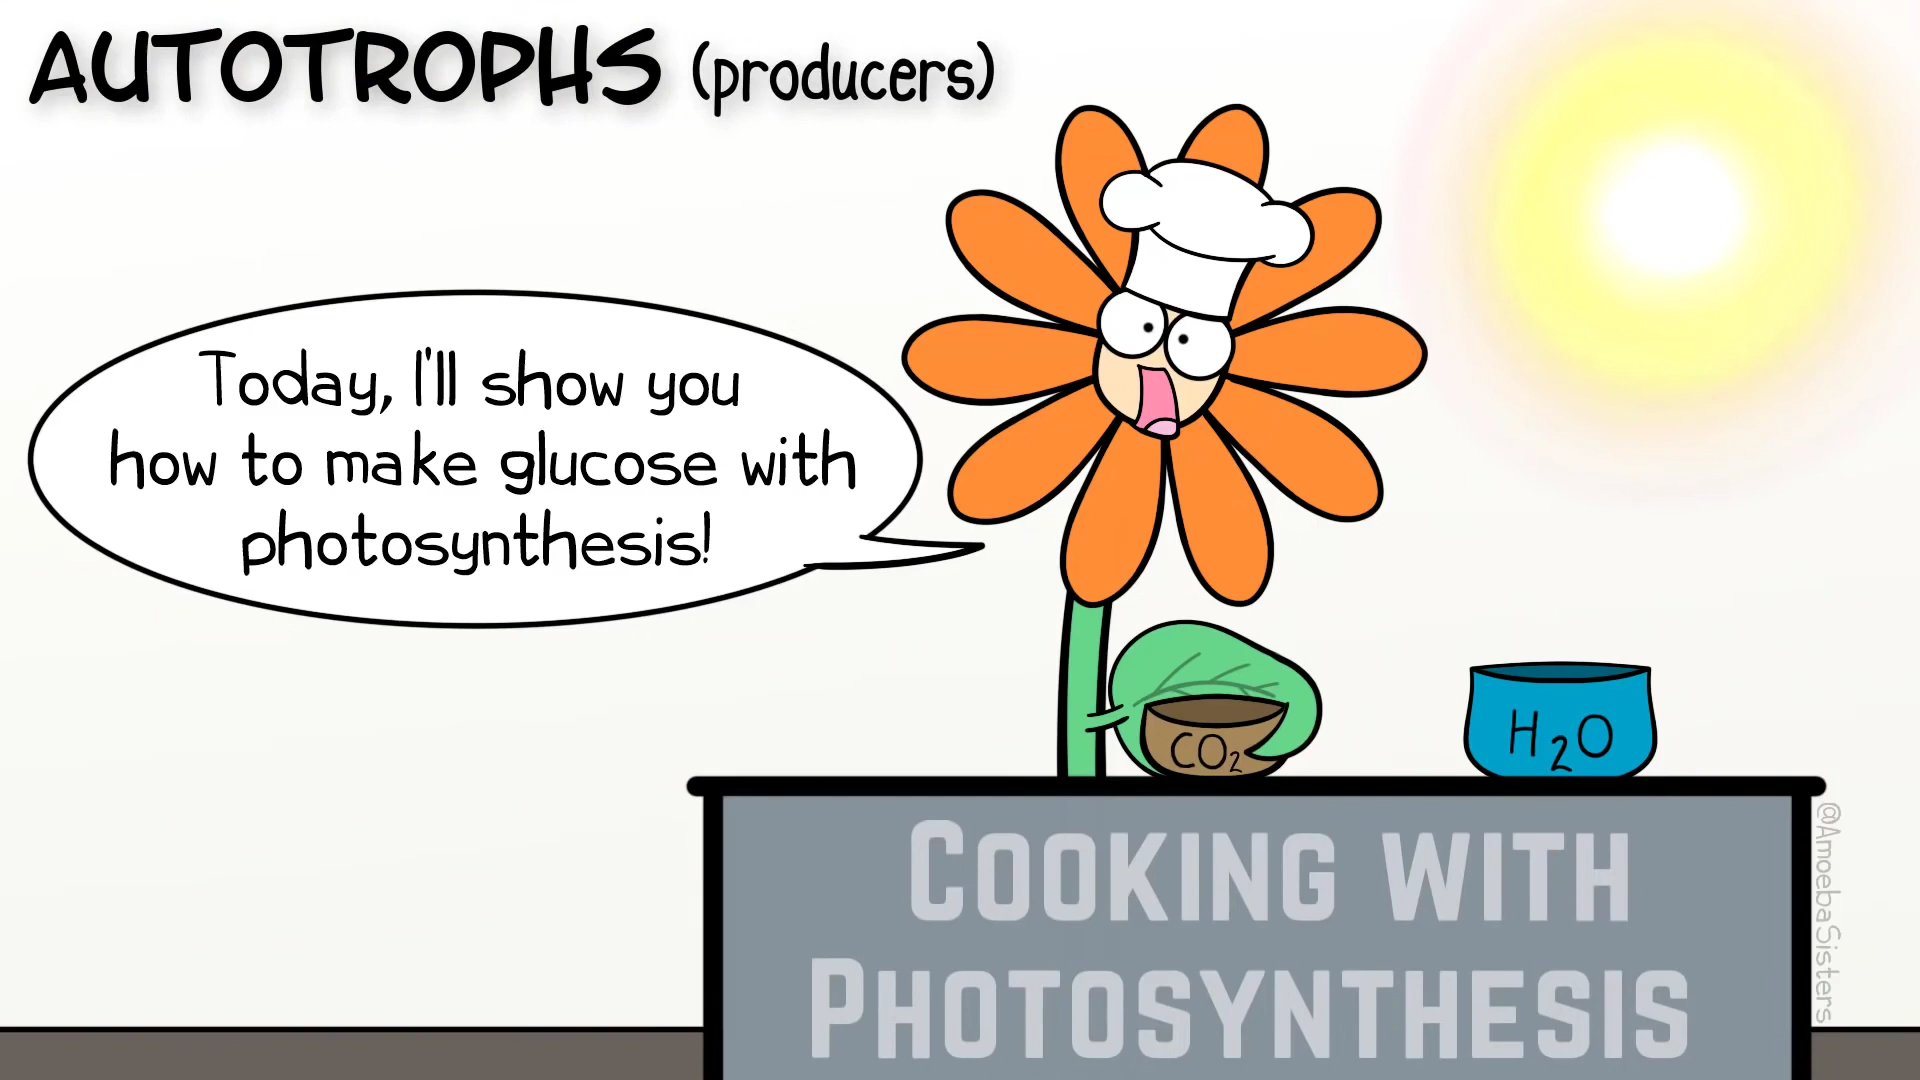 AUTOTROPHS (producers)
Today, I'll show you
how to make glucose with
photosynthesis!
CO₂
H₂O
COOKING WITH
PHOTOSYNTHESIS
@AmoebaSisters